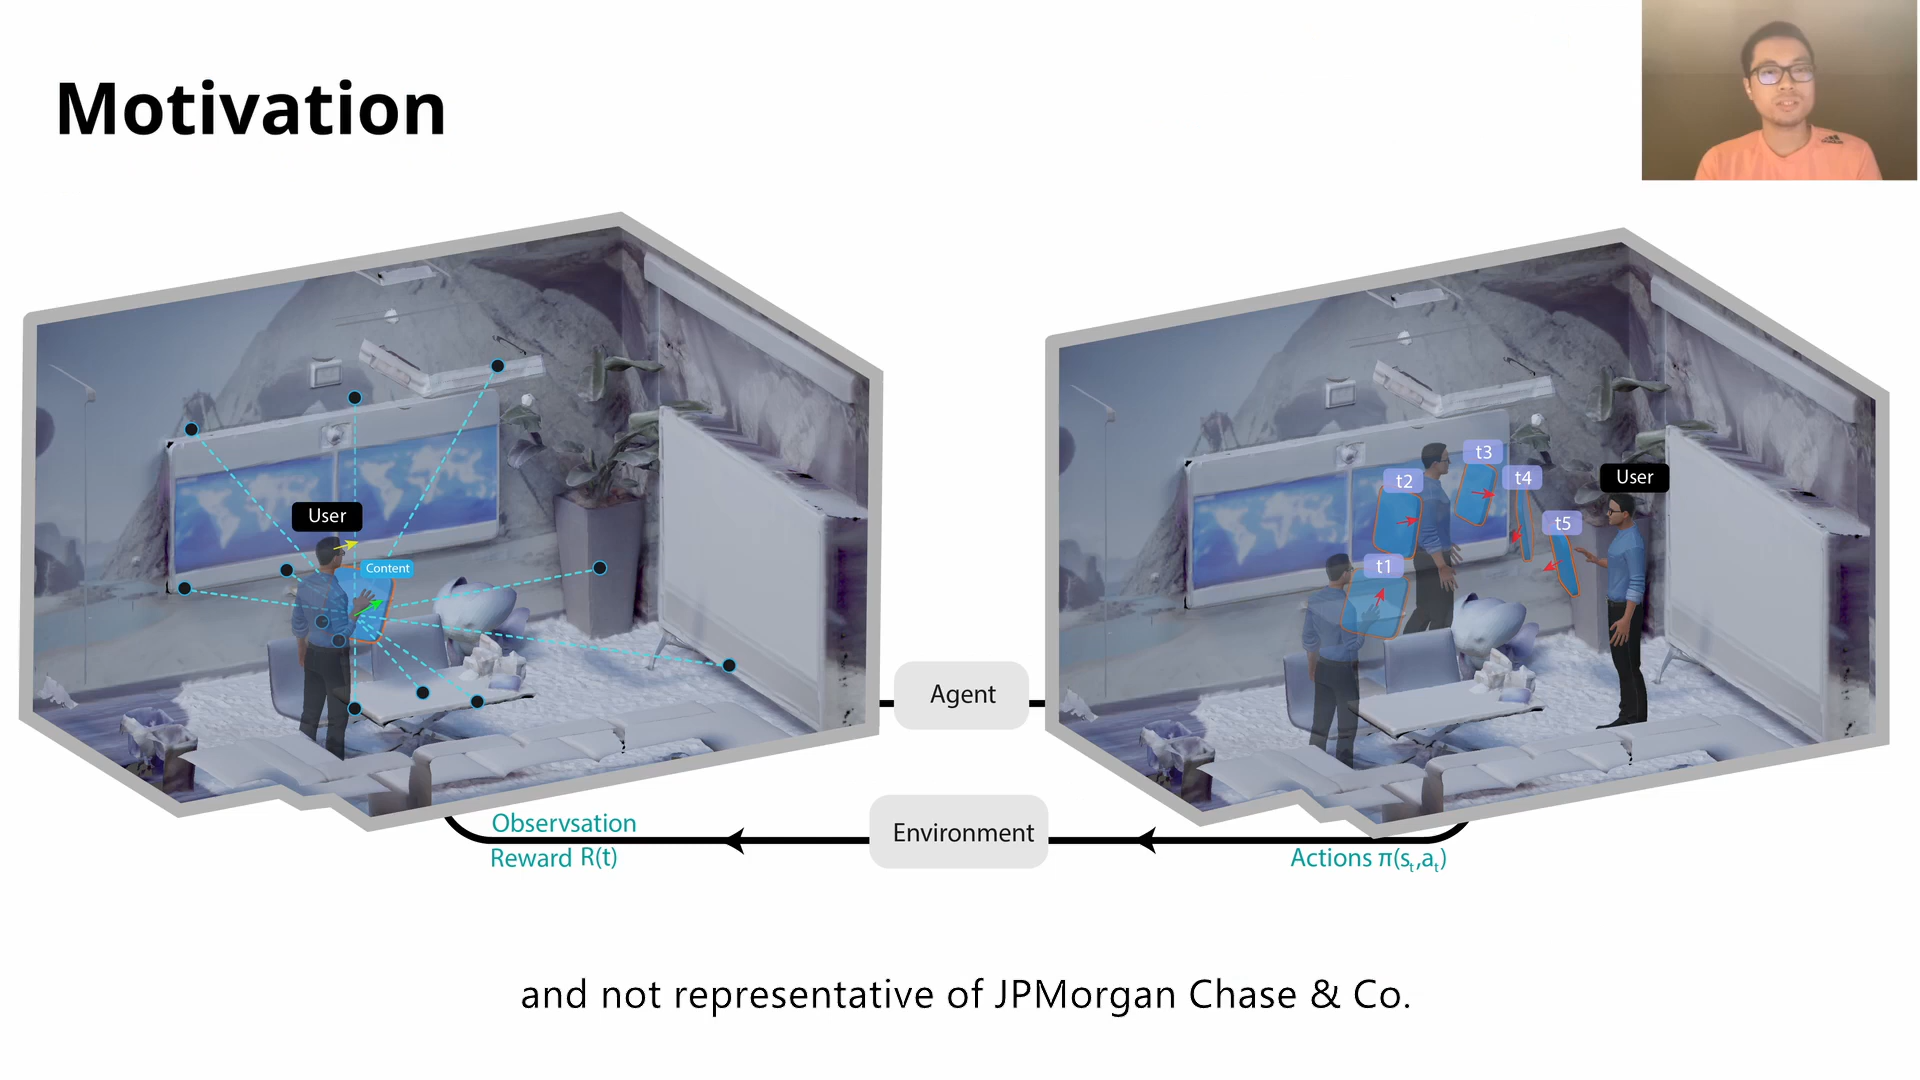 Motivation
User
Content
t1
t2
t3
t4
t5
User
Agent
Environment
Observsation
Reward R(t)
Actions π(sₜ,aₜ)
and not representative of JPMorgan Chase & Co.